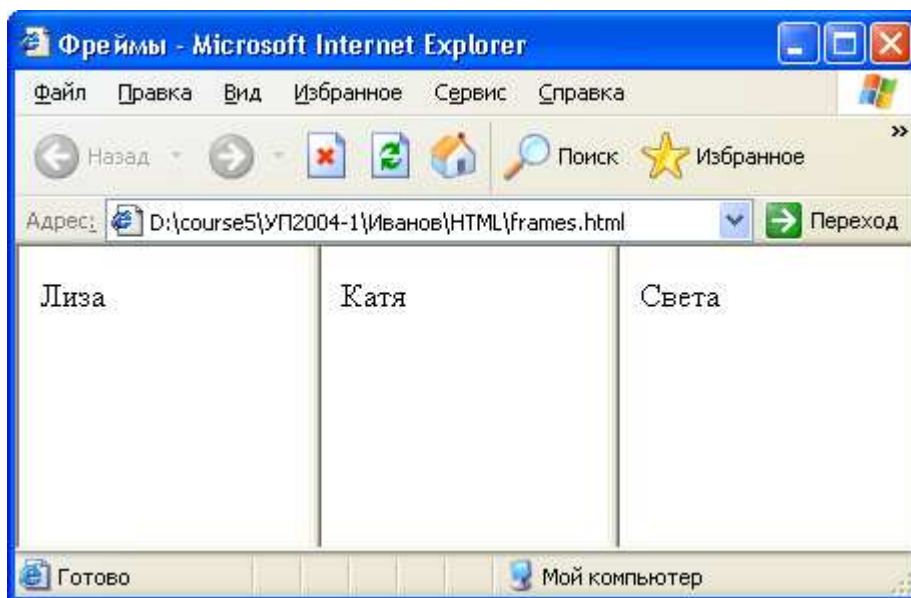 Фреймы - Microsoft Internet Explorer
Файл Правка Вид Избранное Сервис Справка
Назад Поиск Избранное »
Адрес: D:\course5\УП2004-1\Иванов\HTML\frames.html Переход
Лиза Катя Света
Готово Мой компьютер